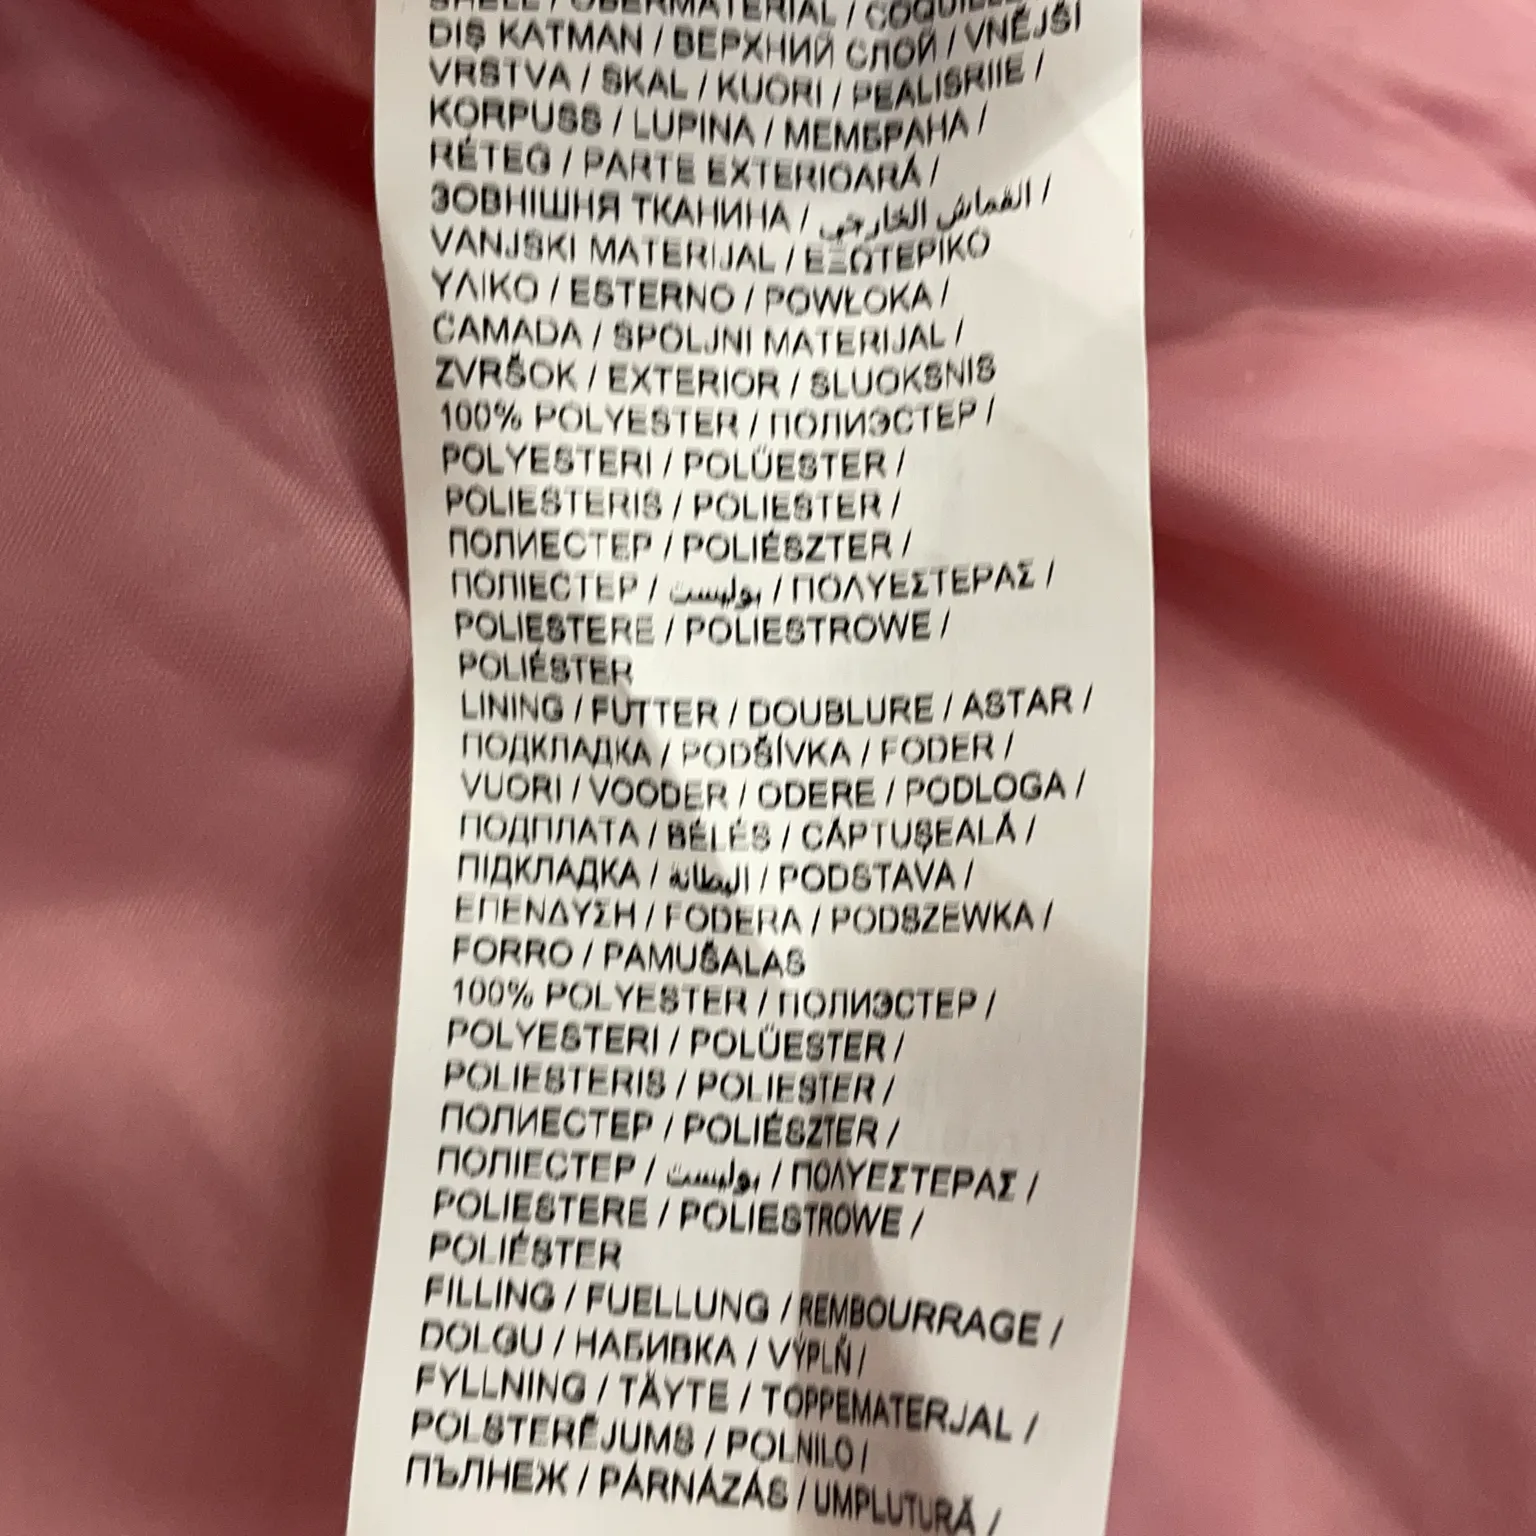 SHELL / OBERMATERIAL / COQUILLE
DIŞ KATMAN / ВЕРХНИЙ СЛОЙ / VNĚJŠÍ
VRSTVA / SKAL / KUORI / PEALISRIIE /
KORPUSS / LUPINA / МЕМБРАНА /
RÉTEG / PARTE EXTERIOARĂ /
ЗОВНІШНЯ ТКАНИНА / القماش الخارجي /
VANJSKI MATERIJAL / ΕΞΩΤΕΡΙΚΟ
ΥΛΙΚΟ / ESTERNO / POWŁOKA /
CAMADA / SPOLJNI MATERIJAL /
ZVRŠOK / EXTERIOR / SLUOKSNIS
100% POLYESTER / ПОЛИЭСТЕР /
POLYESTERI / POLÜESTER /
POLIESTERIS / POLIESTER /
ПОЛИЕСТЕР / POLIÉSZTER /
ПОЛІЕСТЕР / بوليست / ΠΟΛΥΕΣΤΕΡΑΣ /
POLIESTERE / POLIESTROWE /
POLIÉSTER
LINING / FUTTER / DOUBLURE / ASTAR /
ПОДКЛАДКА / PODŠÍVKA / FODER /
VUORI / VOODER / ODERE / PODLOGA /
ПОДПЛАТА / BÉLÉS / CĂPTUȘEALĂ /
ПІДКЛАДКА / البطانة / PODSTAVA /
ΕΠΕΝΔΥΣΗ / FODERA / PODSZEWKA /
FORRO / PAMUŠALAS
100% POLYESTER / ПОЛИЭСТЕР /
POLYESTERI / POLÜESTER /
POLIESTERIS / POLIESTER /
ПОЛИЕСТЕР / POLIÉSZTER /
ПОЛІЕСТЕР / بوليست / ΠΟΛΥΕΣΤΕΡΑΣ /
POLIESTERE / POLIESTROWE /
POLIÉSTER
FILLING / FUELLUNG / REMBOURRAGE /
DOLGU / НАБИВКА / VÝPLŇ /
FYLLNING / TÄYTE / TOPPEMATERJAL /
POLSTERĒJUMS / POLNILO /
ПЪЛНЕЖ / PÁRNÁZÁS / UMPLUTURĂ /